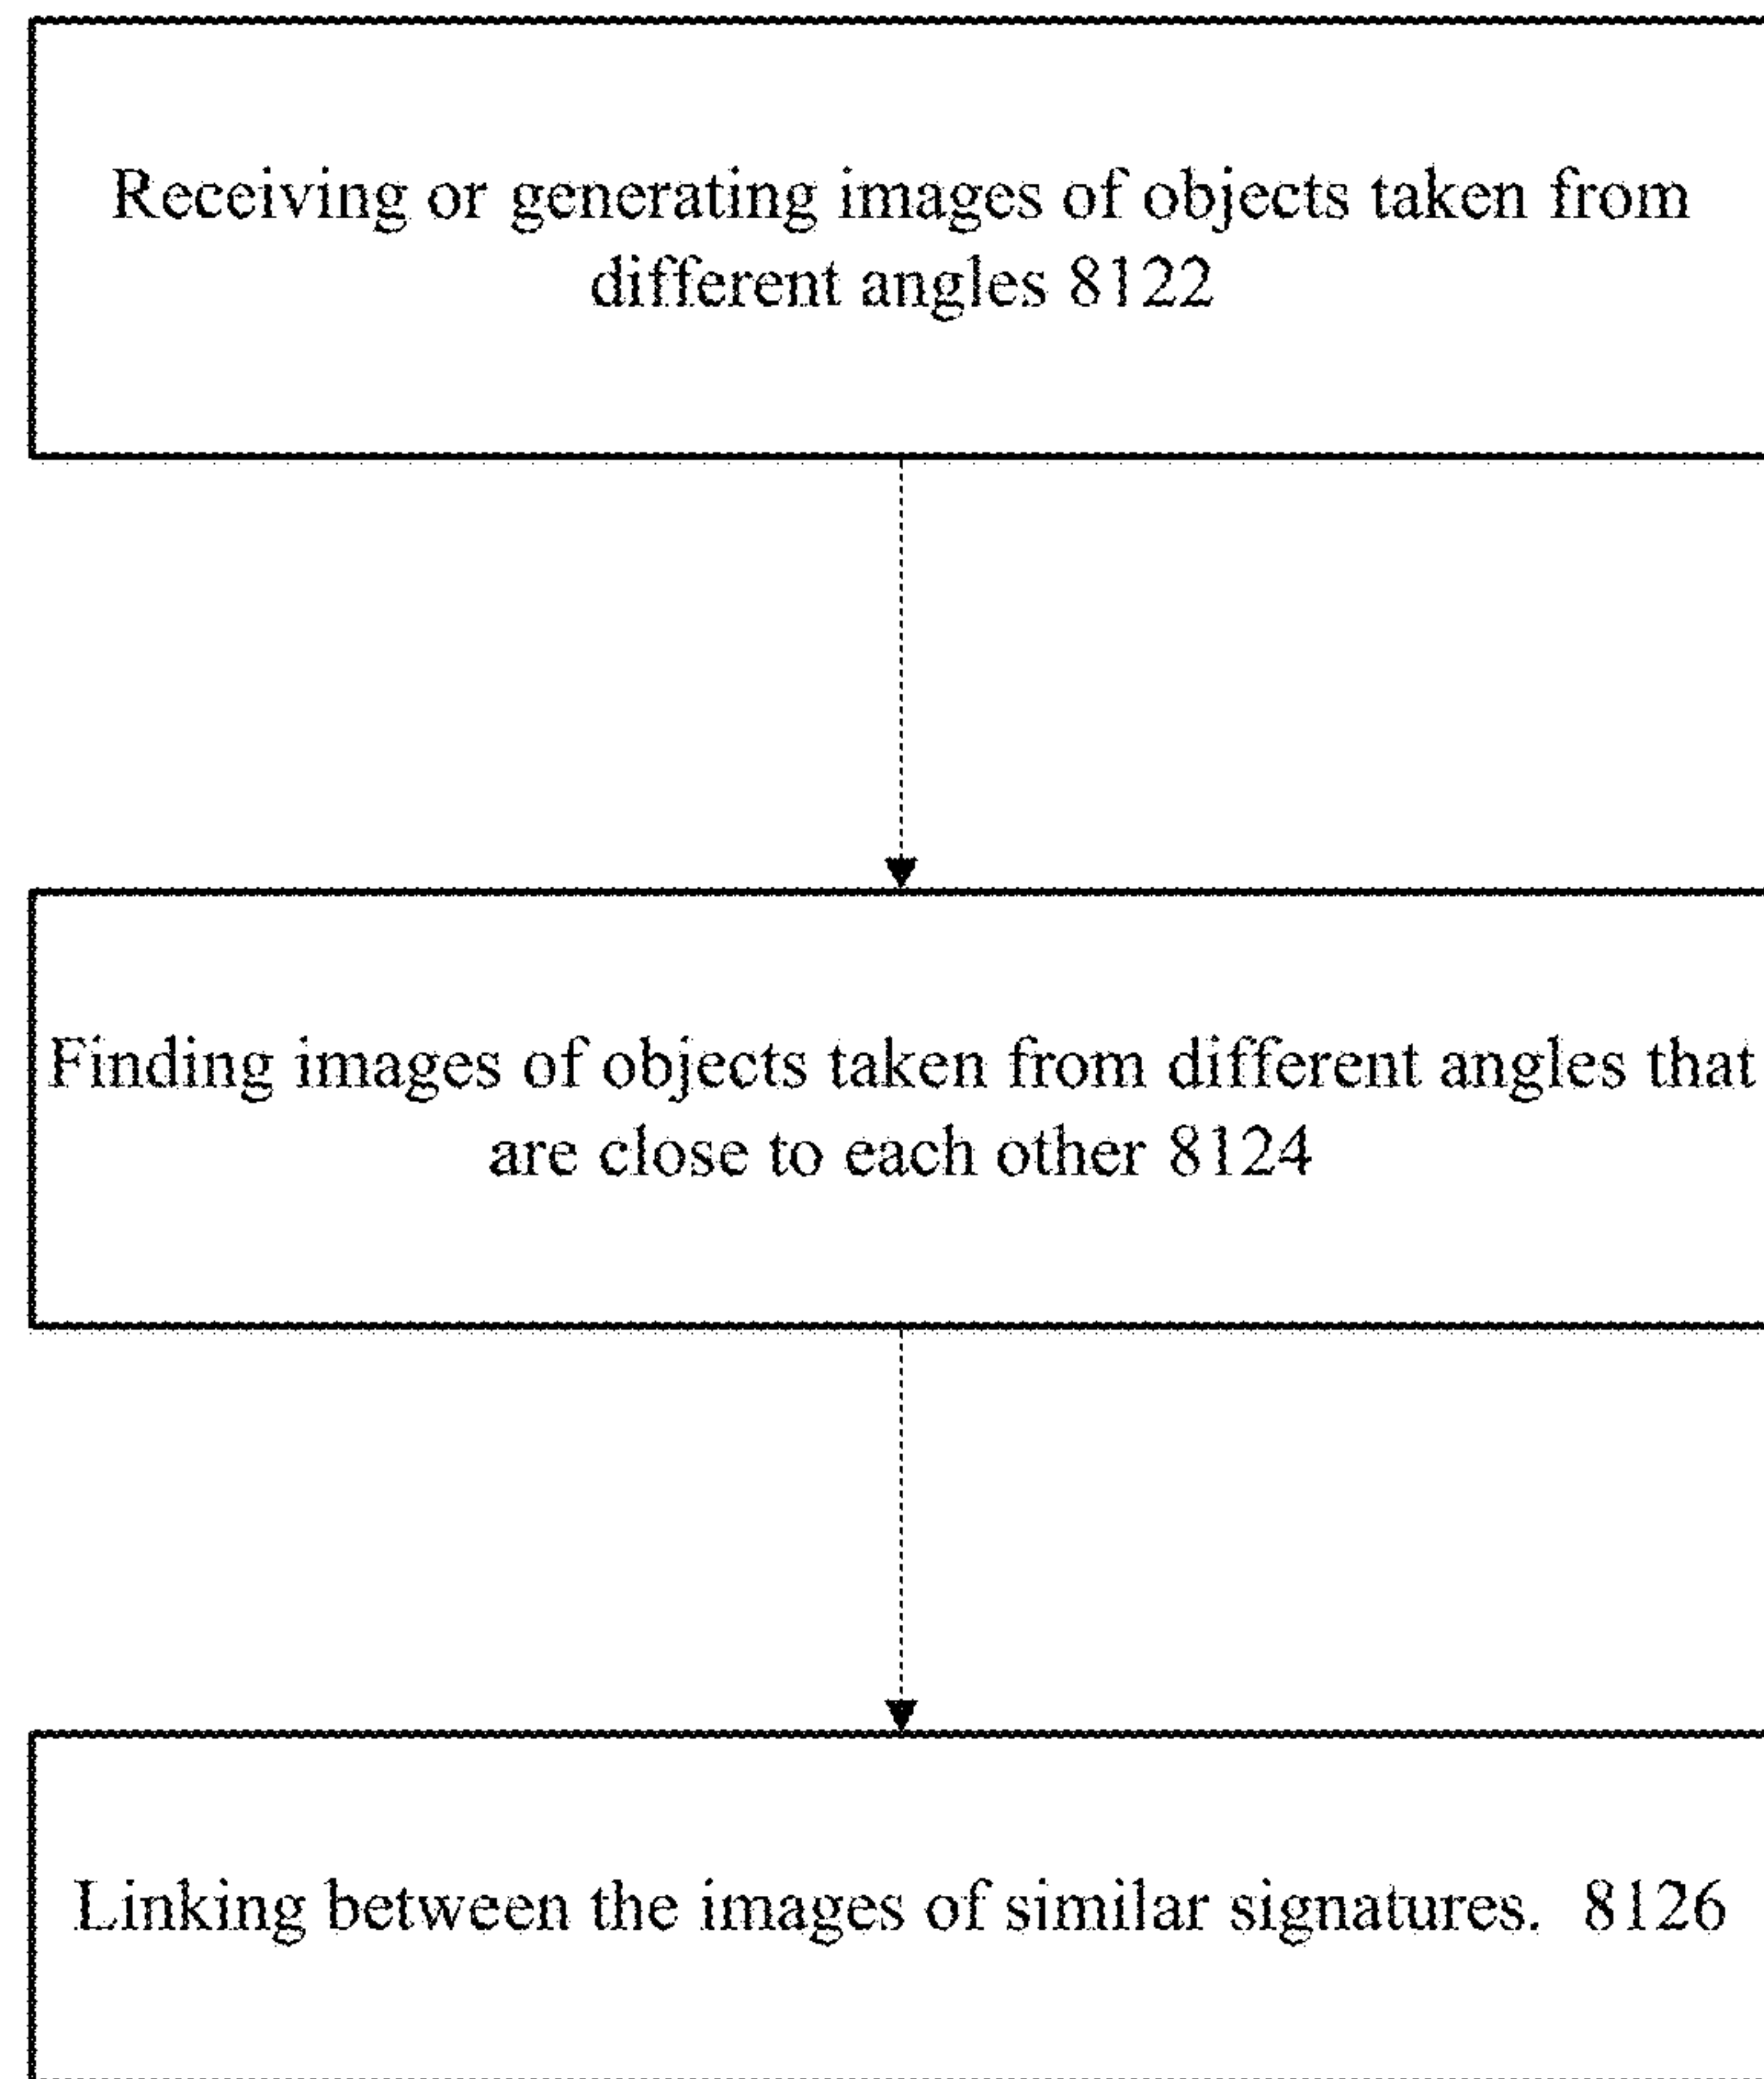 Receiving or generating images of objects taken from
different angles 8122
Finding images of objects taken from different angles that
are close to each other 8124
Linking between the images of similar signatures. 8126